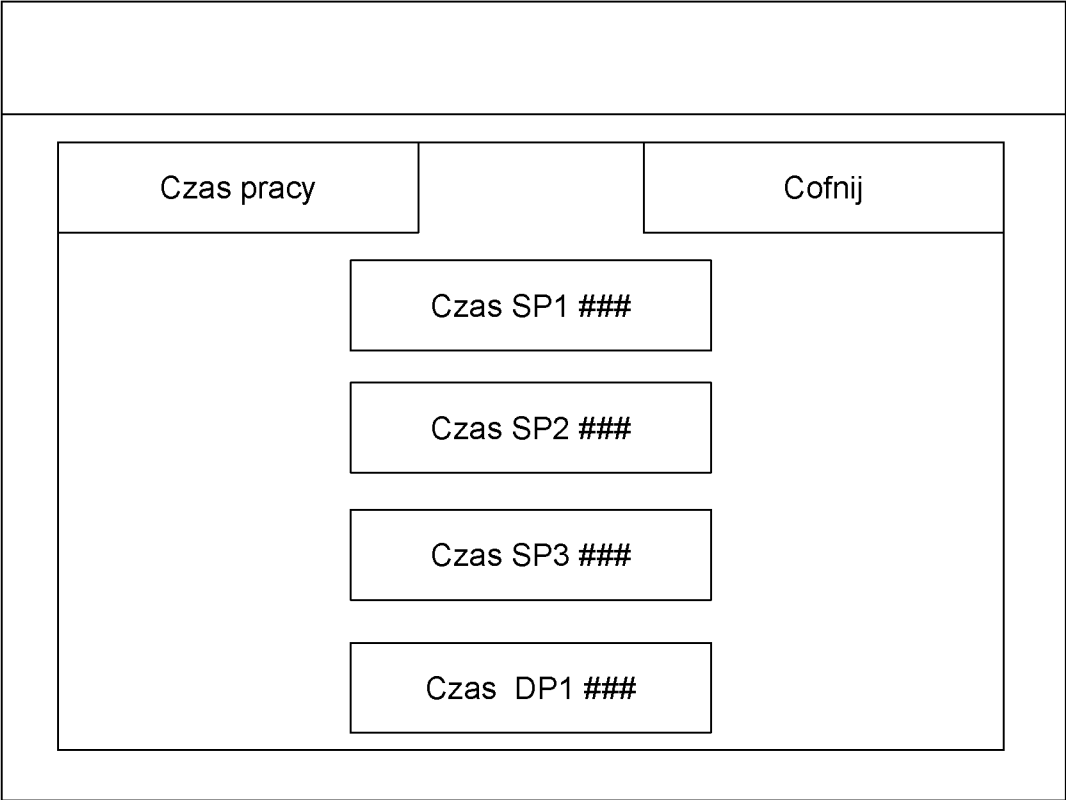 Czas pracy
Cofnij
Czas SP1 ###
Czas SP2 ###
Czas SP3 ###
Czas  DP1 ###